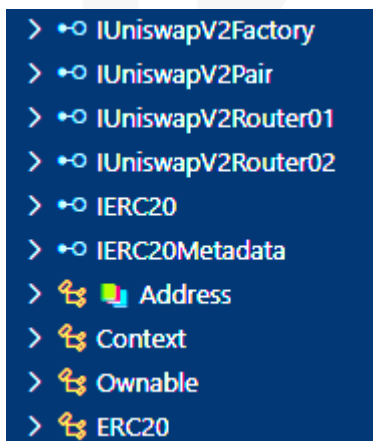 IUniswapV2Factory
IUniswapV2Pair
IUniswapV2Router01
IUniswapV2Router02
IERC20
IERC20Metadata
Address
Context
Ownable
ERC20